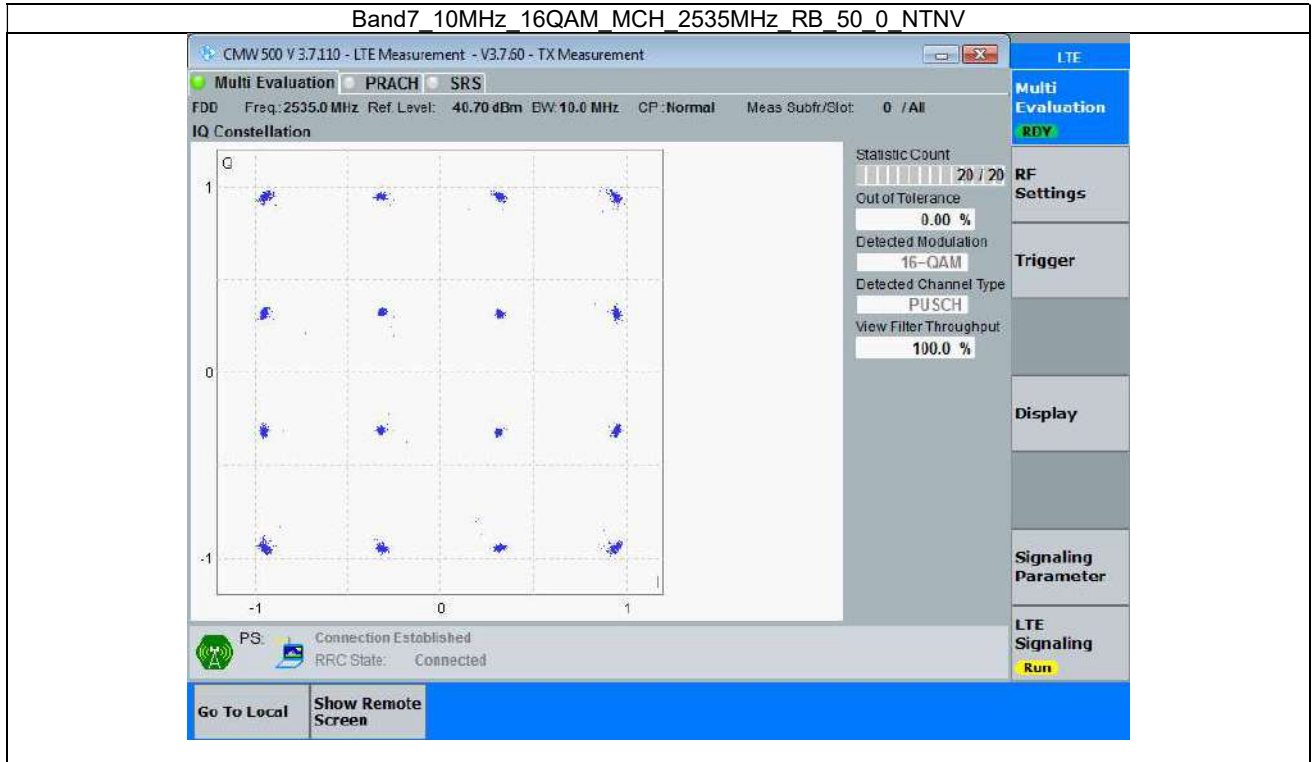 Band7_10MHz_16QAM_MCH_2535MHz_RB_50_0_NTNV
CMW 500 V 3.7.110 - LTE Measurement - V3.7.60 - TX Measurement
LTE
Multi Evaluation PRACH SRS
Multi
Evaluation
RDY
FDD Freq.: 2535.0 MHz Ref. Level: 40.70 dBm BW: 10.0 MHz CP: Normal Meas Subfr./Slot: 0 / All
IQ Constellation
Q
1
0
-1
-1 0 1
I
Statistic Count
20 / 20
Out of Tolerance
0.00 %
Detected Modulation
16-QAM
Detected Channel Type
PUSCH
View Filter Throughput
100.0 %
RF
Settings
Trigger
Display
Signaling
Parameter
LTE
Signaling
Run
PS: Connection Established
RRC State: Connected
Go To Local
Show Remote
Screen